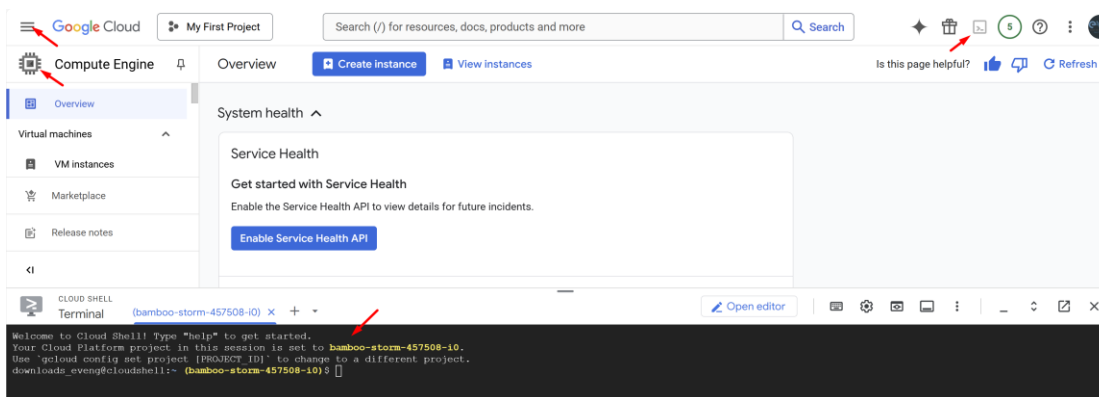 Google Cloud
My First Project
Search (/) for resources, docs, products and more
Search
5
Compute Engine
Overview
Create instance
View instances
Is this page helpful?
Refresh
Overview
Virtual machines
VM instances
Marketplace
Release notes
System health
Service Health
Get started with Service Health
Enable the Service Health API to view details for future incidents.
Enable Service Health API
CLOUD SHELL
Terminal
(bamboo-storm-457508-i0)
Open editor
Welcome to Cloud Shell! Type "help" to get started.
Your Cloud Platform project in this session is set to bamboo-storm-457508-i0.
Use `gcloud config set project [PROJECT_ID]` to change to a different project.
downloads_eveng@cloudshell:~ (bamboo-storm-457508-i0)$